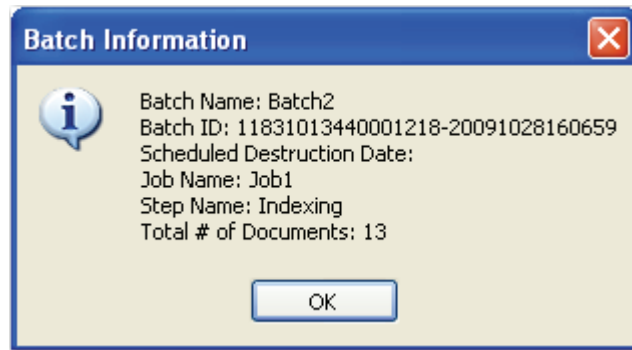 Batch Information
Batch Name: Batch2
Batch ID: 11831013440001218-20091028160659
Scheduled Destruction Date:
Job Name: Job1
Step Name: Indexing
Total # of Documents: 13
OK